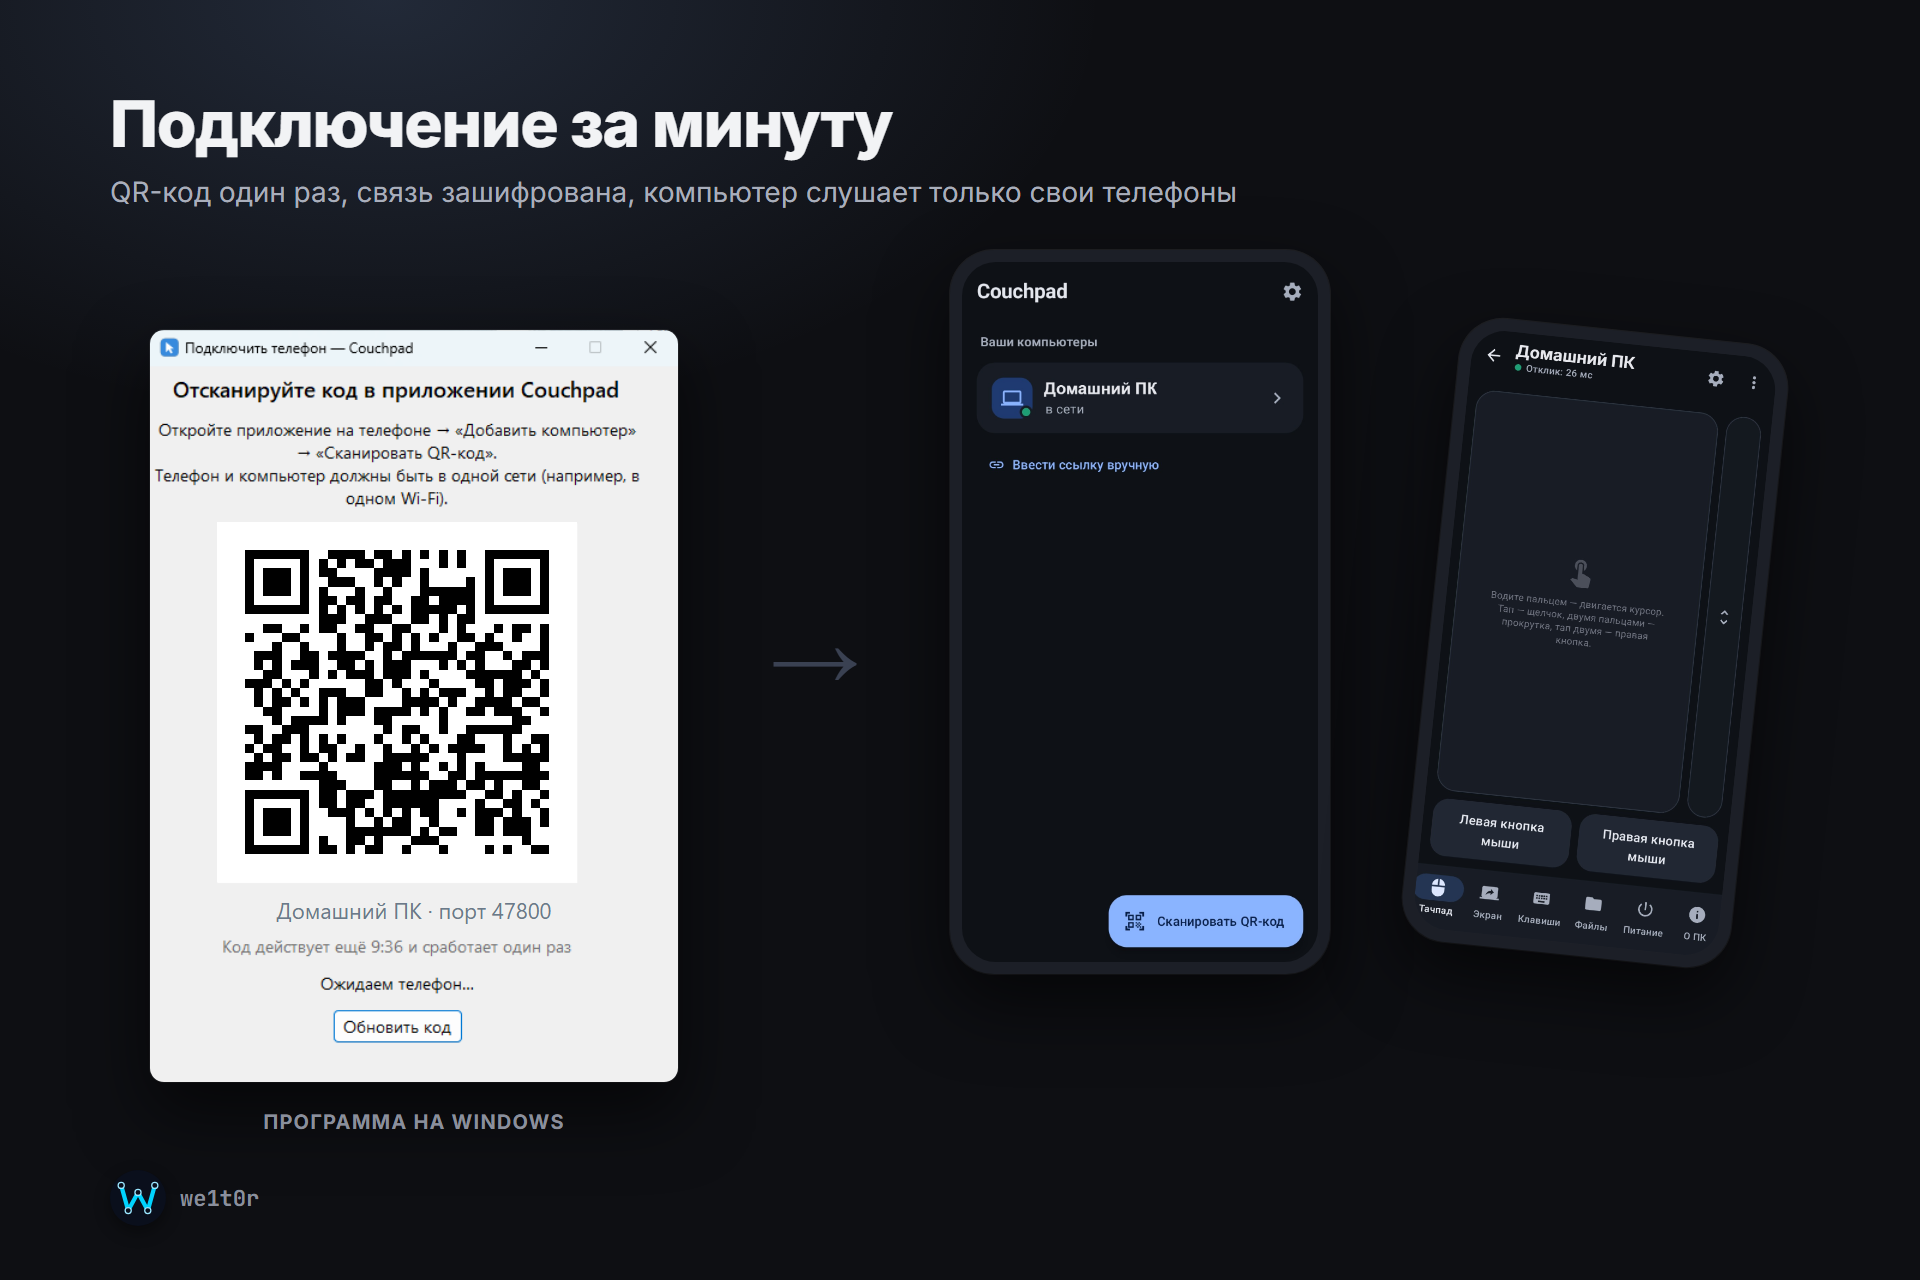 Подключение за минуту
QR-код один раз, связь зашифрована, компьютер слушает только свои телефоны
Подключить телефон — Couchpad
Отсканируйте код в приложении Couchpad
Откройте приложение на телефоне → «Добавить компьютер»
→ «Сканировать QR-код».
Телефон и компьютер должны быть в одной сети (например, в
одном Wi-Fi).
Домашний ПК · порт 47800
Код действует ещё 9:36 и сработает один раз
Ожидаем телефон...
Обновить код
ПРОГРАММА НА WINDOWS
Couchpad
Ваши компьютеры
Домашний ПК
в сети
Ввести ссылку вручную
Сканировать QR-код
Домашний ПК
Отклик: 26 мс
Водите пальцем — двигается курсор.
Тап — щелчок, двумя пальцами —
прокрутка, тап двумя — правая
кнопка.
Левая кнопка
мыши
Правая кнопка
мыши
Тачпад
Экран
Клавиши
Файлы
Питание
О ПК
we1t0r